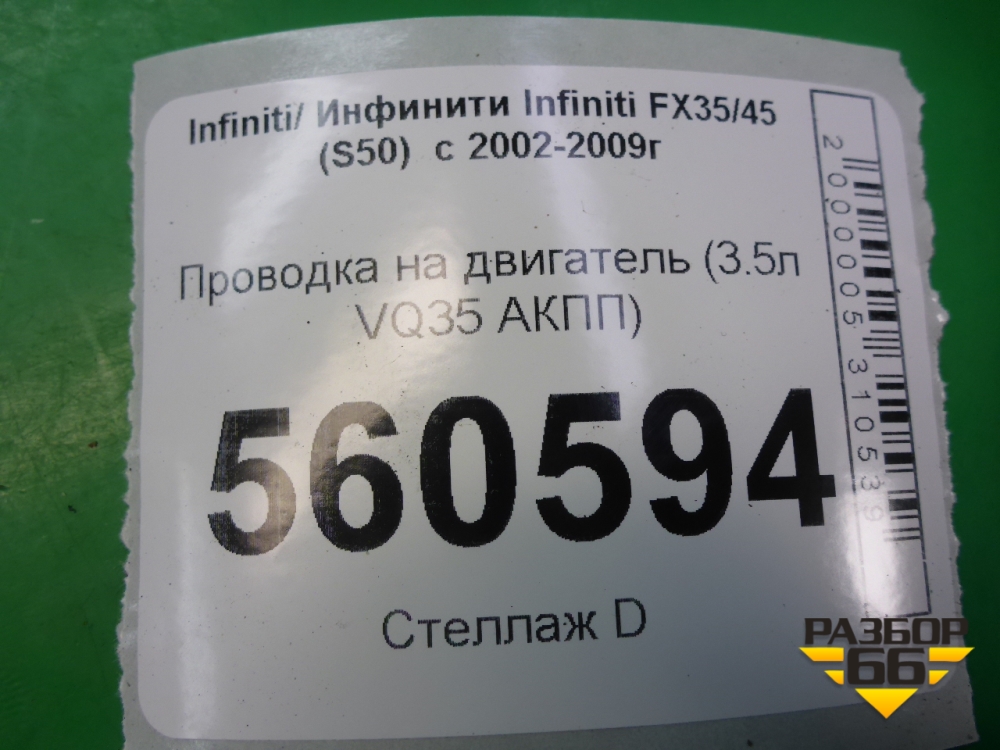 Infiniti/ Инфинити Infiniti FX35/45
(S50) с 2002-2009г
Проводка на двигатель (3.5л
VQ35 АКПП)
560594
Стеллаж D
2000005310539
РАЗБОР
66